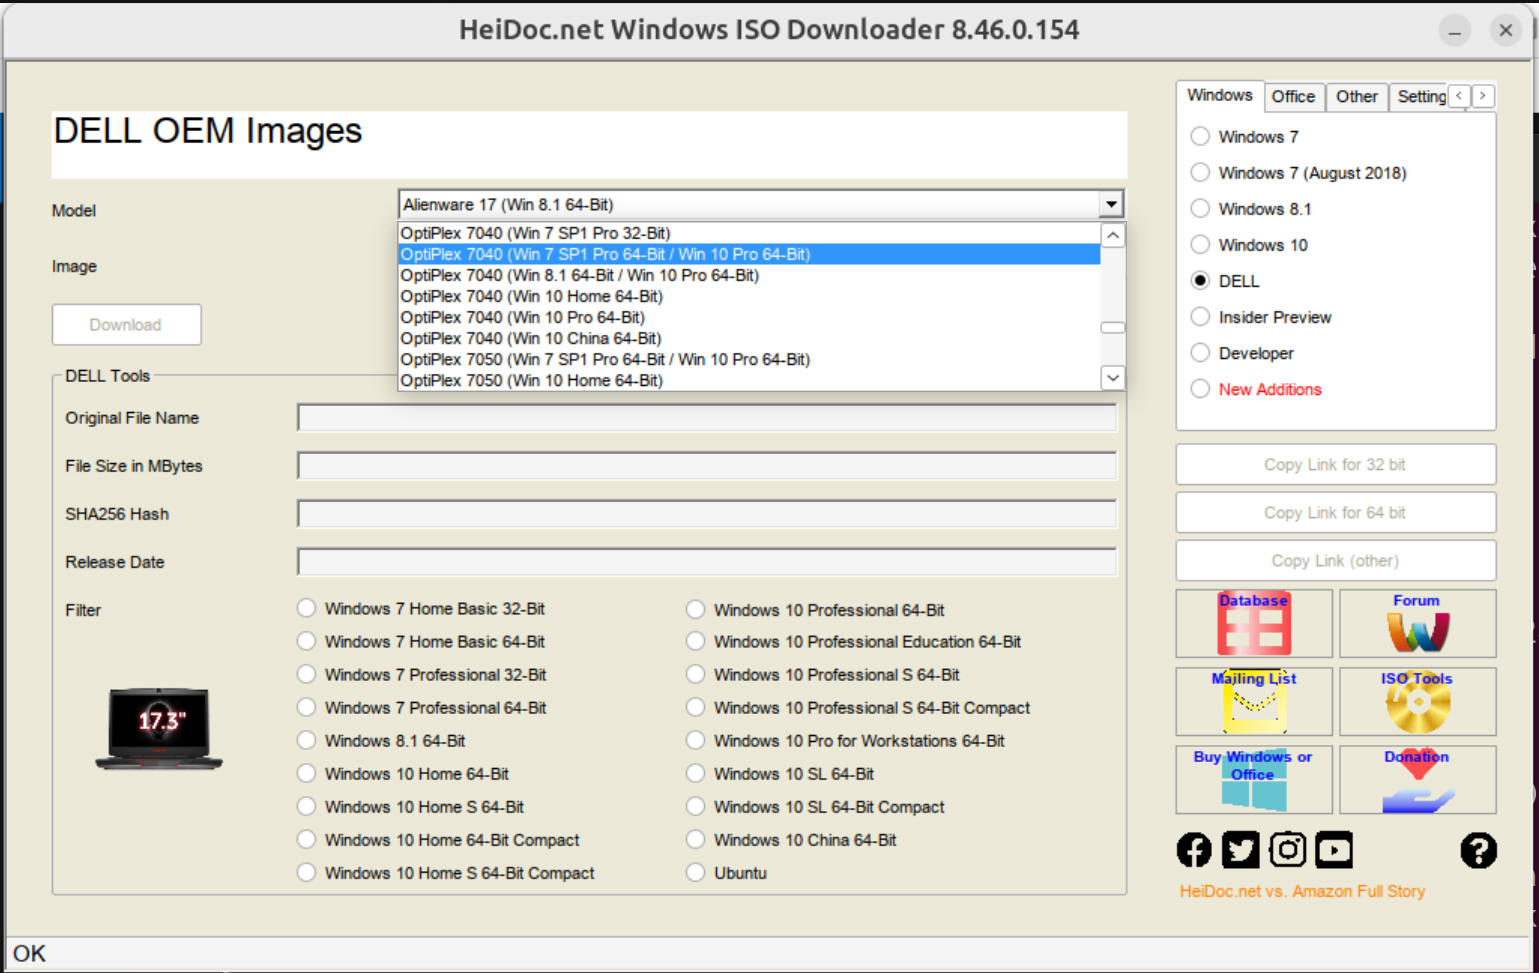 HeiDoc.net Windows ISO Downloader 8.46.0.154
DELL OEM Images
Model
Alienware 17 (Win 8.1 64-Bit)
OptiPlex 7040 (Win 7 SP1 Pro 32-Bit)
OptiPlex 7040 (Win 7 SP1 Pro 64-Bit / Win 10 Pro 64-Bit)
OptiPlex 7040 (Win 8.1 64-Bit / Win 10 Pro 64-Bit)
OptiPlex 7040 (Win 10 Home 64-Bit)
OptiPlex 7040 (Win 10 Pro 64-Bit)
OptiPlex 7040 (Win 10 China 64-Bit)
OptiPlex 7050 (Win 7 SP1 Pro 64-Bit / Win 10 Pro 64-Bit)
OptiPlex 7050 (Win 10 Home 64-Bit)
Image
Download
DELL Tools
Original File Name
File Size in MBytes
SHA256 Hash
Release Date
Filter
17.3"
Windows 7 Home Basic 32-Bit
Windows 7 Home Basic 64-Bit
Windows 7 Professional 32-Bit
Windows 7 Professional 64-Bit
Windows 8.1 64-Bit
Windows 10 Home 64-Bit
Windows 10 Home S 64-Bit
Windows 10 Home 64-Bit Compact
Windows 10 Home S 64-Bit Compact
Windows 10 Professional 64-Bit
Windows 10 Professional Education 64-Bit
Windows 10 Professional S 64-Bit
Windows 10 Professional S 64-Bit Compact
Windows 10 Pro for Workstations 64-Bit
Windows 10 SL 64-Bit
Windows 10 SL 64-Bit Compact
Windows 10 China 64-Bit
Ubuntu
Windows Office Other Setting
Windows 7
Windows 7 (August 2018)
Windows 8.1
Windows 10
DELL
Insider Preview
Developer
New Additions
Copy Link for 32 bit
Copy Link for 64 bit
Copy Link (other)
Database
Forum
Mailing List
ISO Tools
Buy Windows or
Office
Donation
HeiDoc.net vs. Amazon Full Story
OK